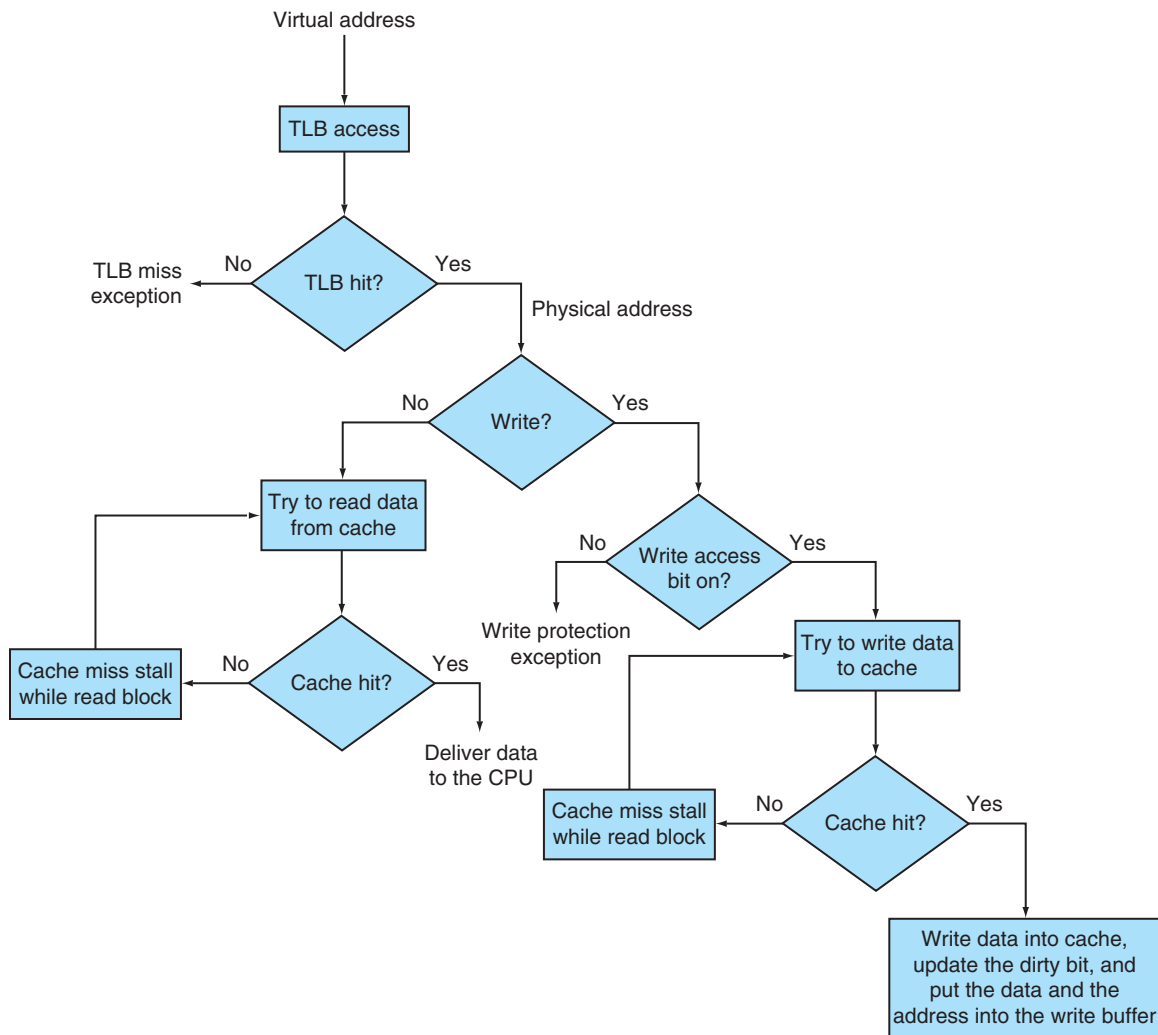 Virtual address
TLB access
TLB hit?
No
Yes
TLB miss
exception
Physical address
Write?
No
Yes
Try to read data
from cache
Write access
bit on?
No
Yes
Write protection
exception
Try to write data
to cache
Cache hit?
No
Yes
Cache miss stall
while read block
Deliver data
to the CPU
Cache hit?
No
Yes
Cache miss stall
while read block
Write data into cache,
update the dirty bit, and
put the data and the
address into the write buffer